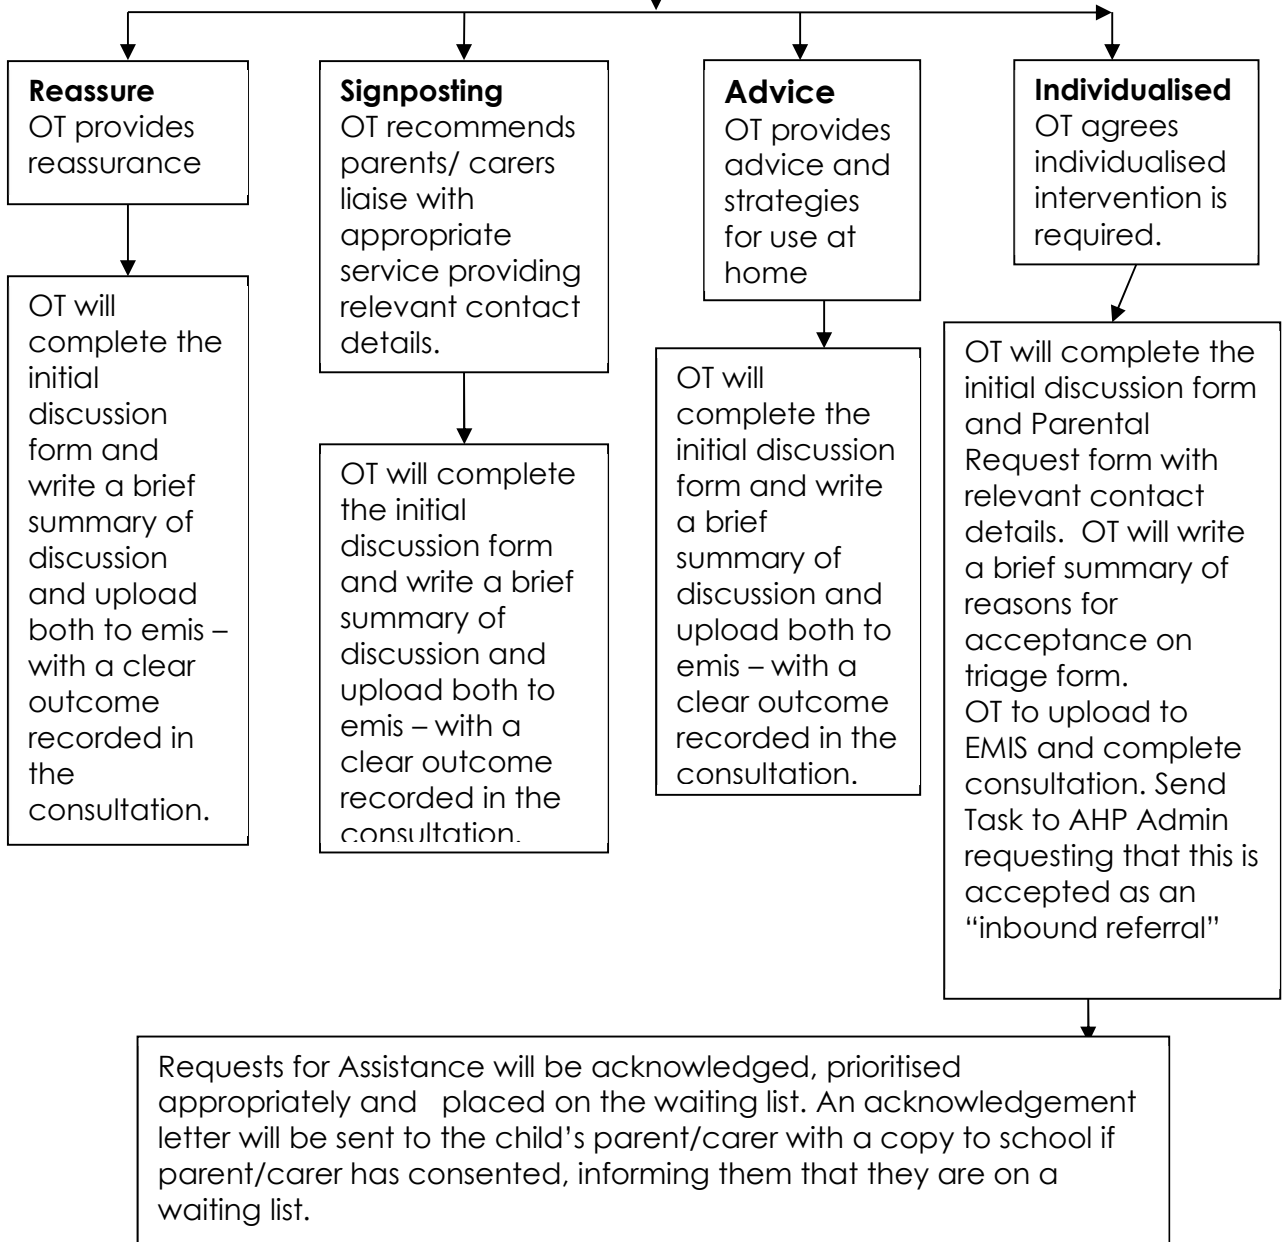 Reassure
OT provides
reassurance
OT will
complete the
initial
discussion
form and
write a brief
summary of
discussion
and upload
both to emis –
with a clear
outcome
recorded in
the
consultation.
Signposting
OT recommends
parents/ carers
liaise with
appropriate
service providing
relevant contact
details.
OT will complete
the initial
discussion form
and write a brief
summary of
discussion and
upload both to
emis – with a
clear outcome
recorded in the
consultation.
Advice
OT provides
advice and
strategies
for use at
home
OT will
complete the
initial discussion
form and write
a brief
summary of
discussion and
upload both to
emis – with a
clear outcome
recorded in the
consultation.
Individualised
OT agrees
individualised
intervention is
required.
OT will complete the
initial discussion form
and Parental
Request form with
relevant contact
details.  OT will write
a brief summary of
reasons for
acceptance on
triage form.
OT to upload to
EMIS and complete
consultation. Send
Task to AHP Admin
requesting that this is
accepted as an
“inbound referral”
Requests for Assistance will be acknowledged, prioritised
appropriately and   placed on the waiting list. An acknowledgement
letter will be sent to the child’s parent/carer with a copy to school if
parent/carer has consented, informing them that they are on a
waiting list.